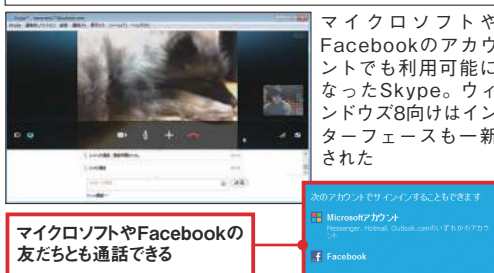 マイクロソフトや
Facebookのアカウ
ントでも利用可能に
なったSkype。ウィ
ンドウズ8向けはイン
ターフェースも一新
された
次のアカウントでサインインすることもできます
Microsoftアカウント
Messenger、Hotmail、Outlook.comのいずれかのアカウ
ント
Facebook
マイクロソフトやFacebookの
友だちとも通話できる